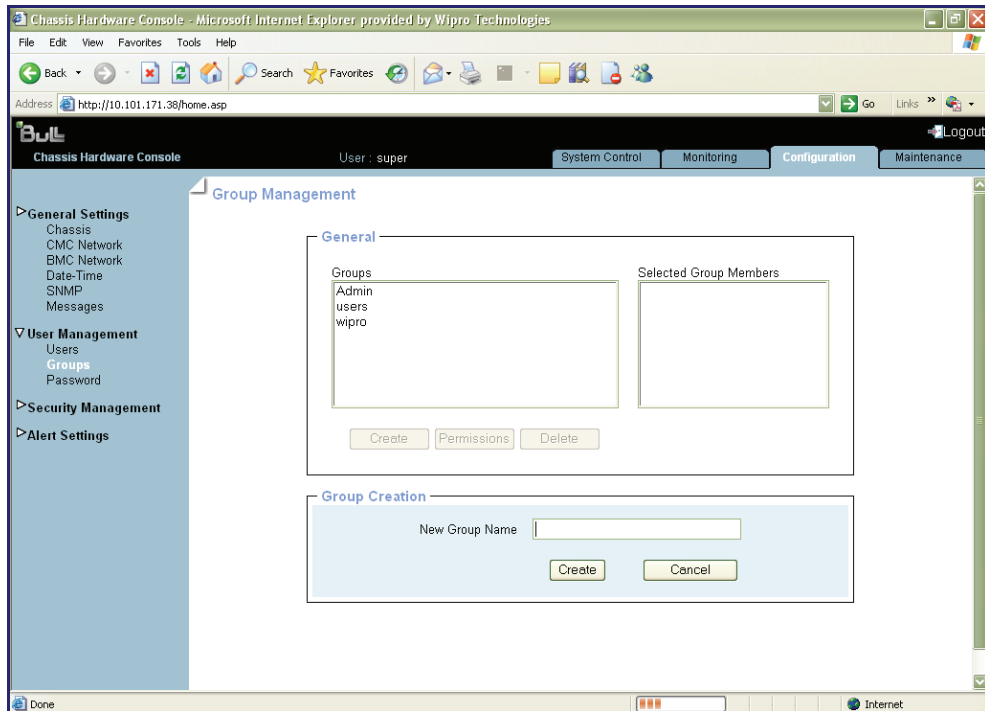 Chassis Hardware Console - Microsoft Internet Explorer provided by Wipro Technologies
File Edit View Favorites Tools Help
Back Search Favorites
Address http://10.101.171.38/home.asp Go Links »
Bull Logout
Chassis Hardware Console User : super System Control Monitoring Configuration Maintenance
Group Management
General Settings
Chassis
CMC Network
BMC Network
Date-Time
SNMP
Messages
User Management
Users
Groups
Password
Security Management
Alert Settings
General
Groups Selected Group Members
Admin
users
wipro
Create Permissions Delete
Group Creation
New Group Name
Create Cancel
Done Internet